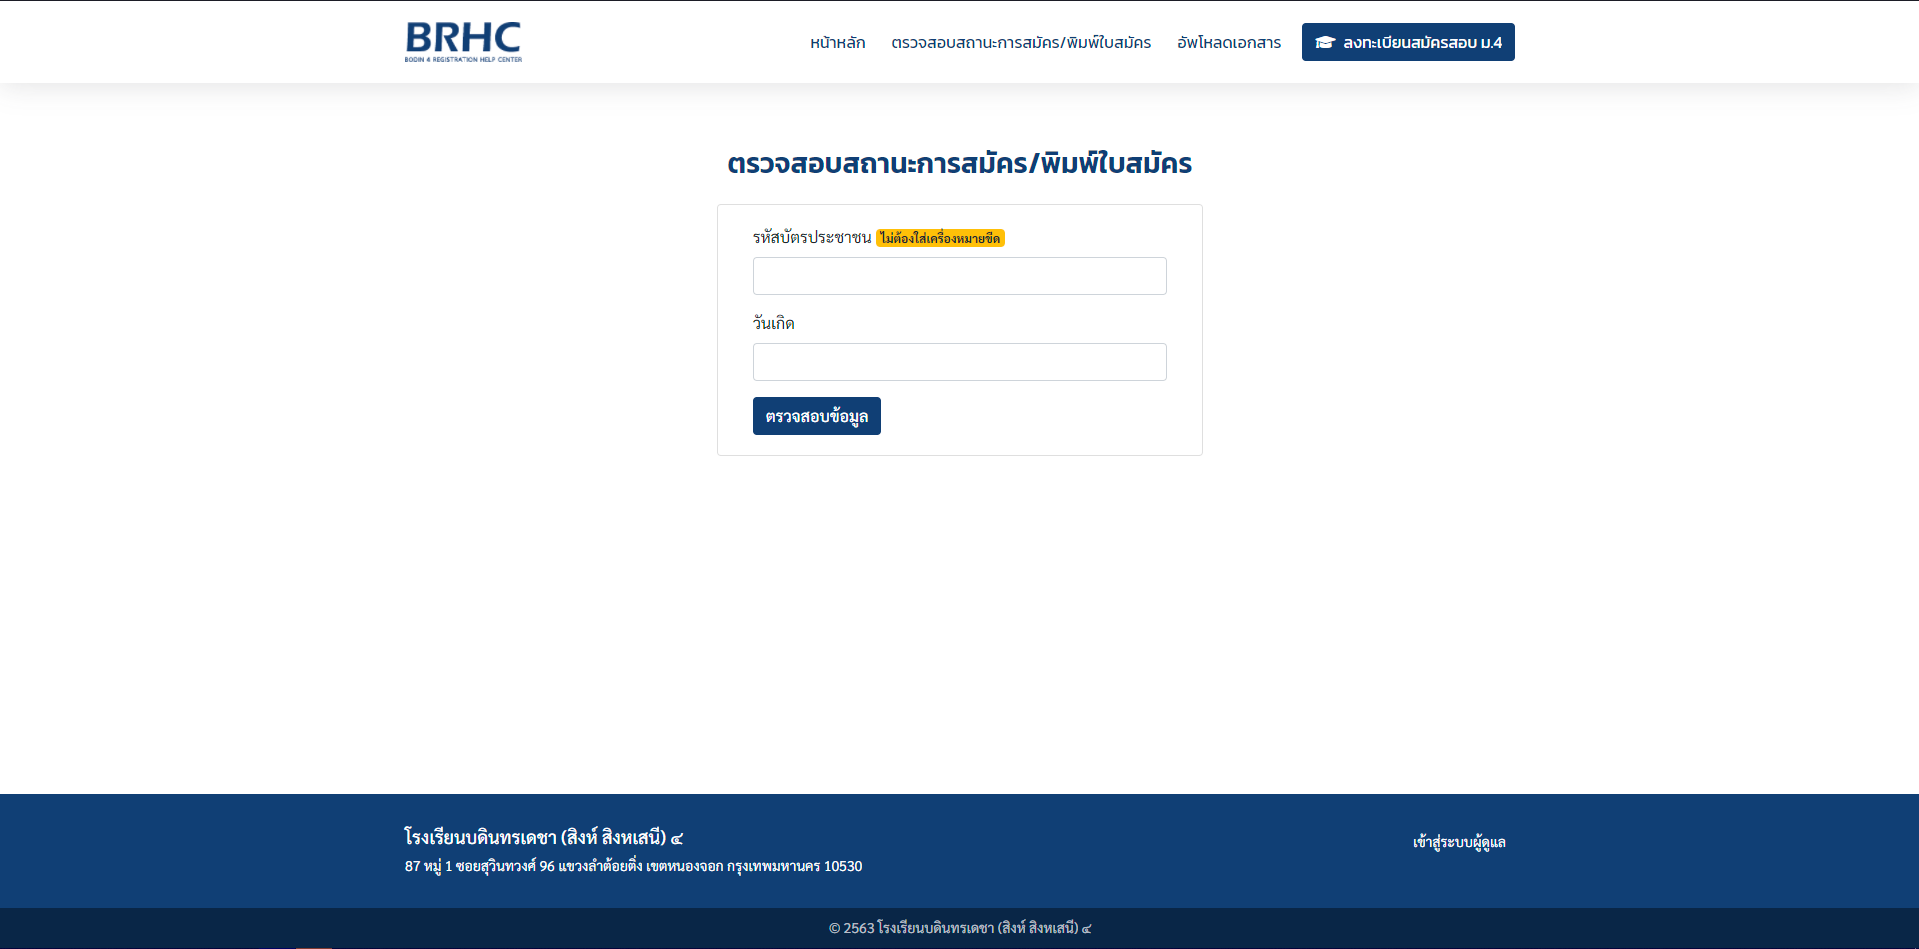 BRHC
BODIN 4 REGISTRATION HELP CENTER
หน้าหลัก
ตรวจสอบสถานะการสมัคร/พิมพ์ใบสมัคร
อัพโหลดเอกสาร
ลงทะเบียนสมัครสอบ ม.4
ตรวจสอบสถานะการสมัคร/พิมพ์ใบสมัคร
รหัสบัตรประชาชน ไม่ต้องใส่เครื่องหมายขีด
วันเกิด
ตรวจสอบข้อมูล
โรงเรียนบดินทรเดชา (สิงห์ สิงหเสนี) ๔
87 หมู่ 1 ซอยสุวินทวงศ์ 96 แขวงลำต้อยติ่ง เขตหนองจอก กรุงเทพมหานคร 10530
เข้าสู่ระบบผู้ดูแล
© 2563 โรงเรียนบดินทรเดชา (สิงห์ สิงหเสนี) ๔